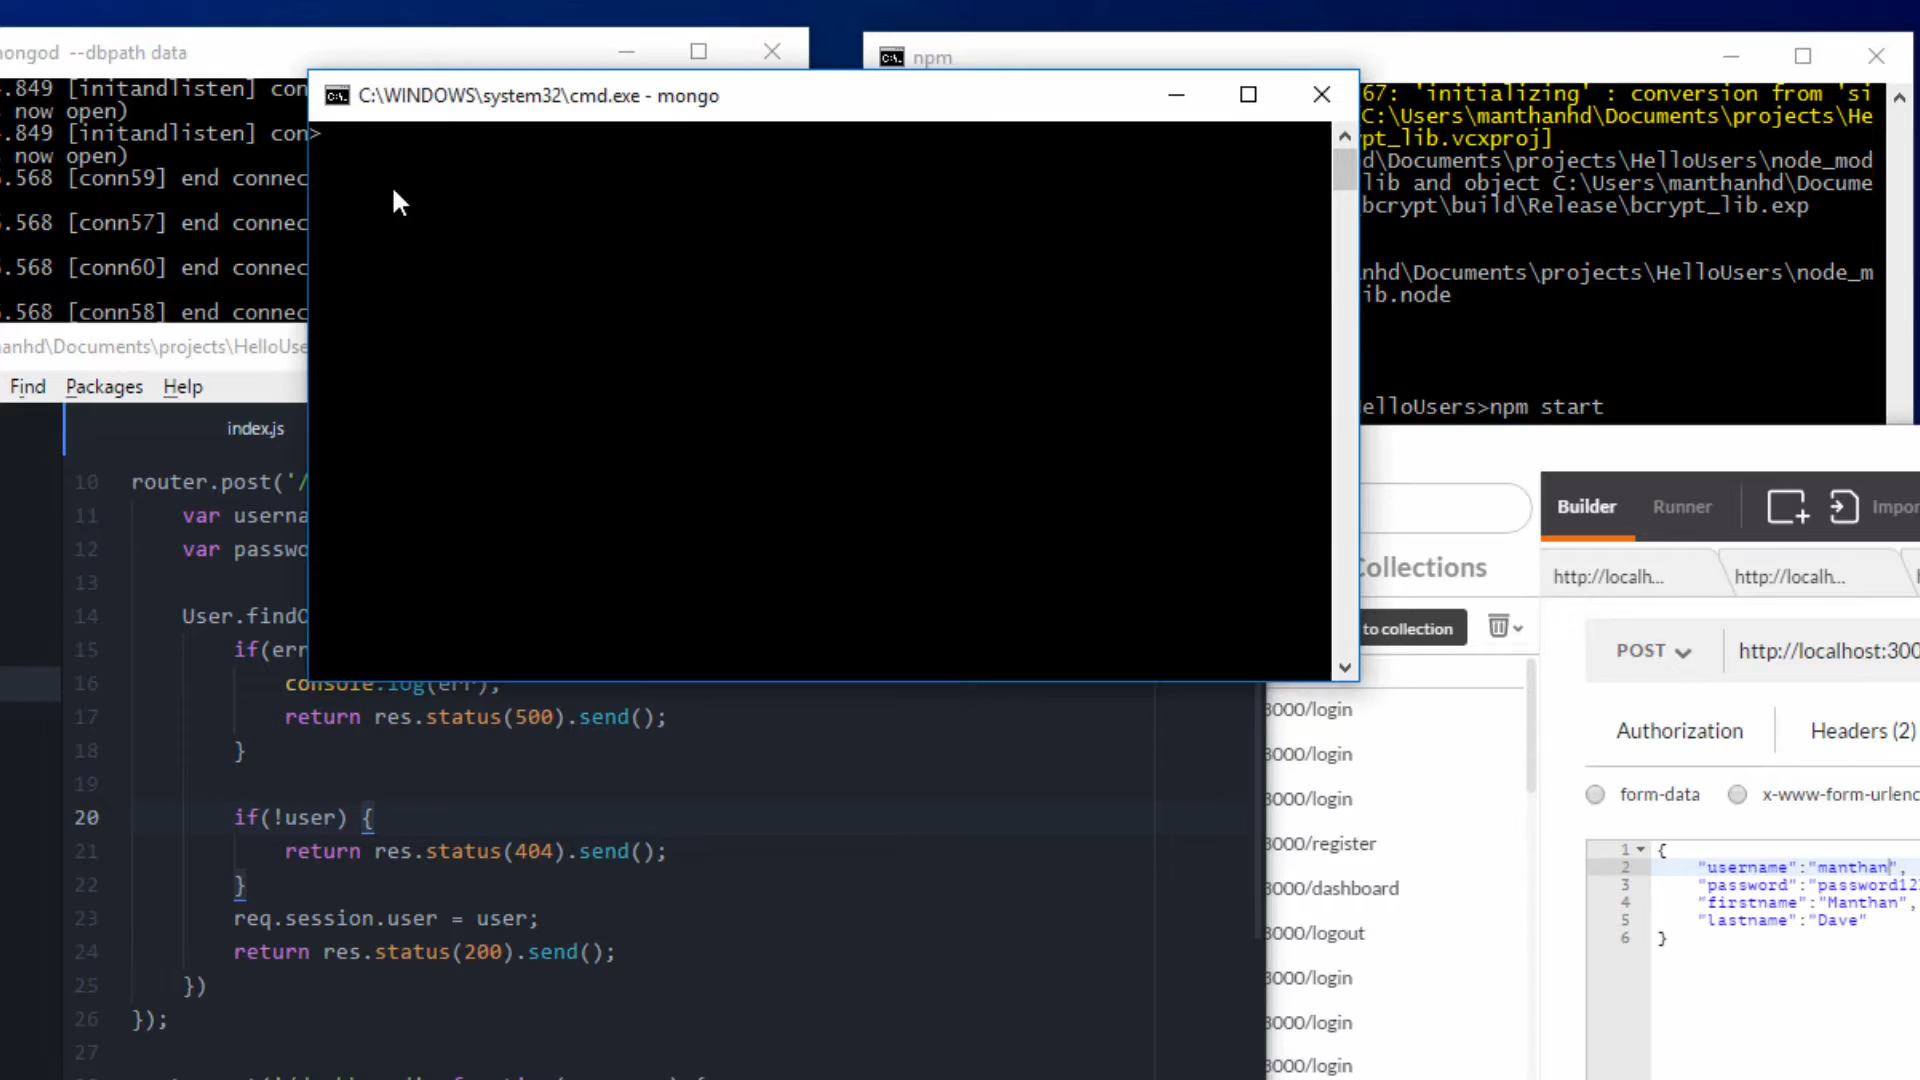 mongod --dbpath data
.849 [initandlisten] con
now open)
.849 [initandlisten] con
now open)
.568 [conn59] end connec
.568 [conn57] end connec
.568 [conn60] end connec
.568 [conn58] end connec
C:\WINDOWS\system32\cmd.exe - mongo
>
npm
67: 'initializing' : conversion from 'si
C:\Users\manthanhd\Documents\projects\He
pt_lib.vcxproj]
d\Documents\projects\HelloUsers\node_mod
lib and object C:\Users\manthanhd\Docume
bcrypt\build\Release\bcrypt_lib.exp
nhd\Documents\projects\HelloUsers\node_m
ib.node
elloUsers>npm start
anhd\Documents\projects\HelloUse
Find Packages Help
index.js
10 router.post('/
11 var userna
12 var passwo
13
14 User.findO
15 if(err
16 console.log(err);
17 return res.status(500).send();
18 }
19
20 if(!user) {
21 return res.status(404).send();
22 }
23 req.session.user = user;
24 return res.status(200).send();
25 })
26 });
27
Collections
to collection
3000/login
3000/login
3000/login
3000/register
3000/dashboard
3000/logout
3000/login
3000/login
3000/login
Builder Runner Impor
http://localh... http://localh...
POST http://localhost:300
Authorization Headers (2)
form-data x-www-form-urlenc
1 {
2 "username":"manthan",
3 "password":"password12
4 "firstname":"Manthan",
5 "lastname":"Dave"
6 }